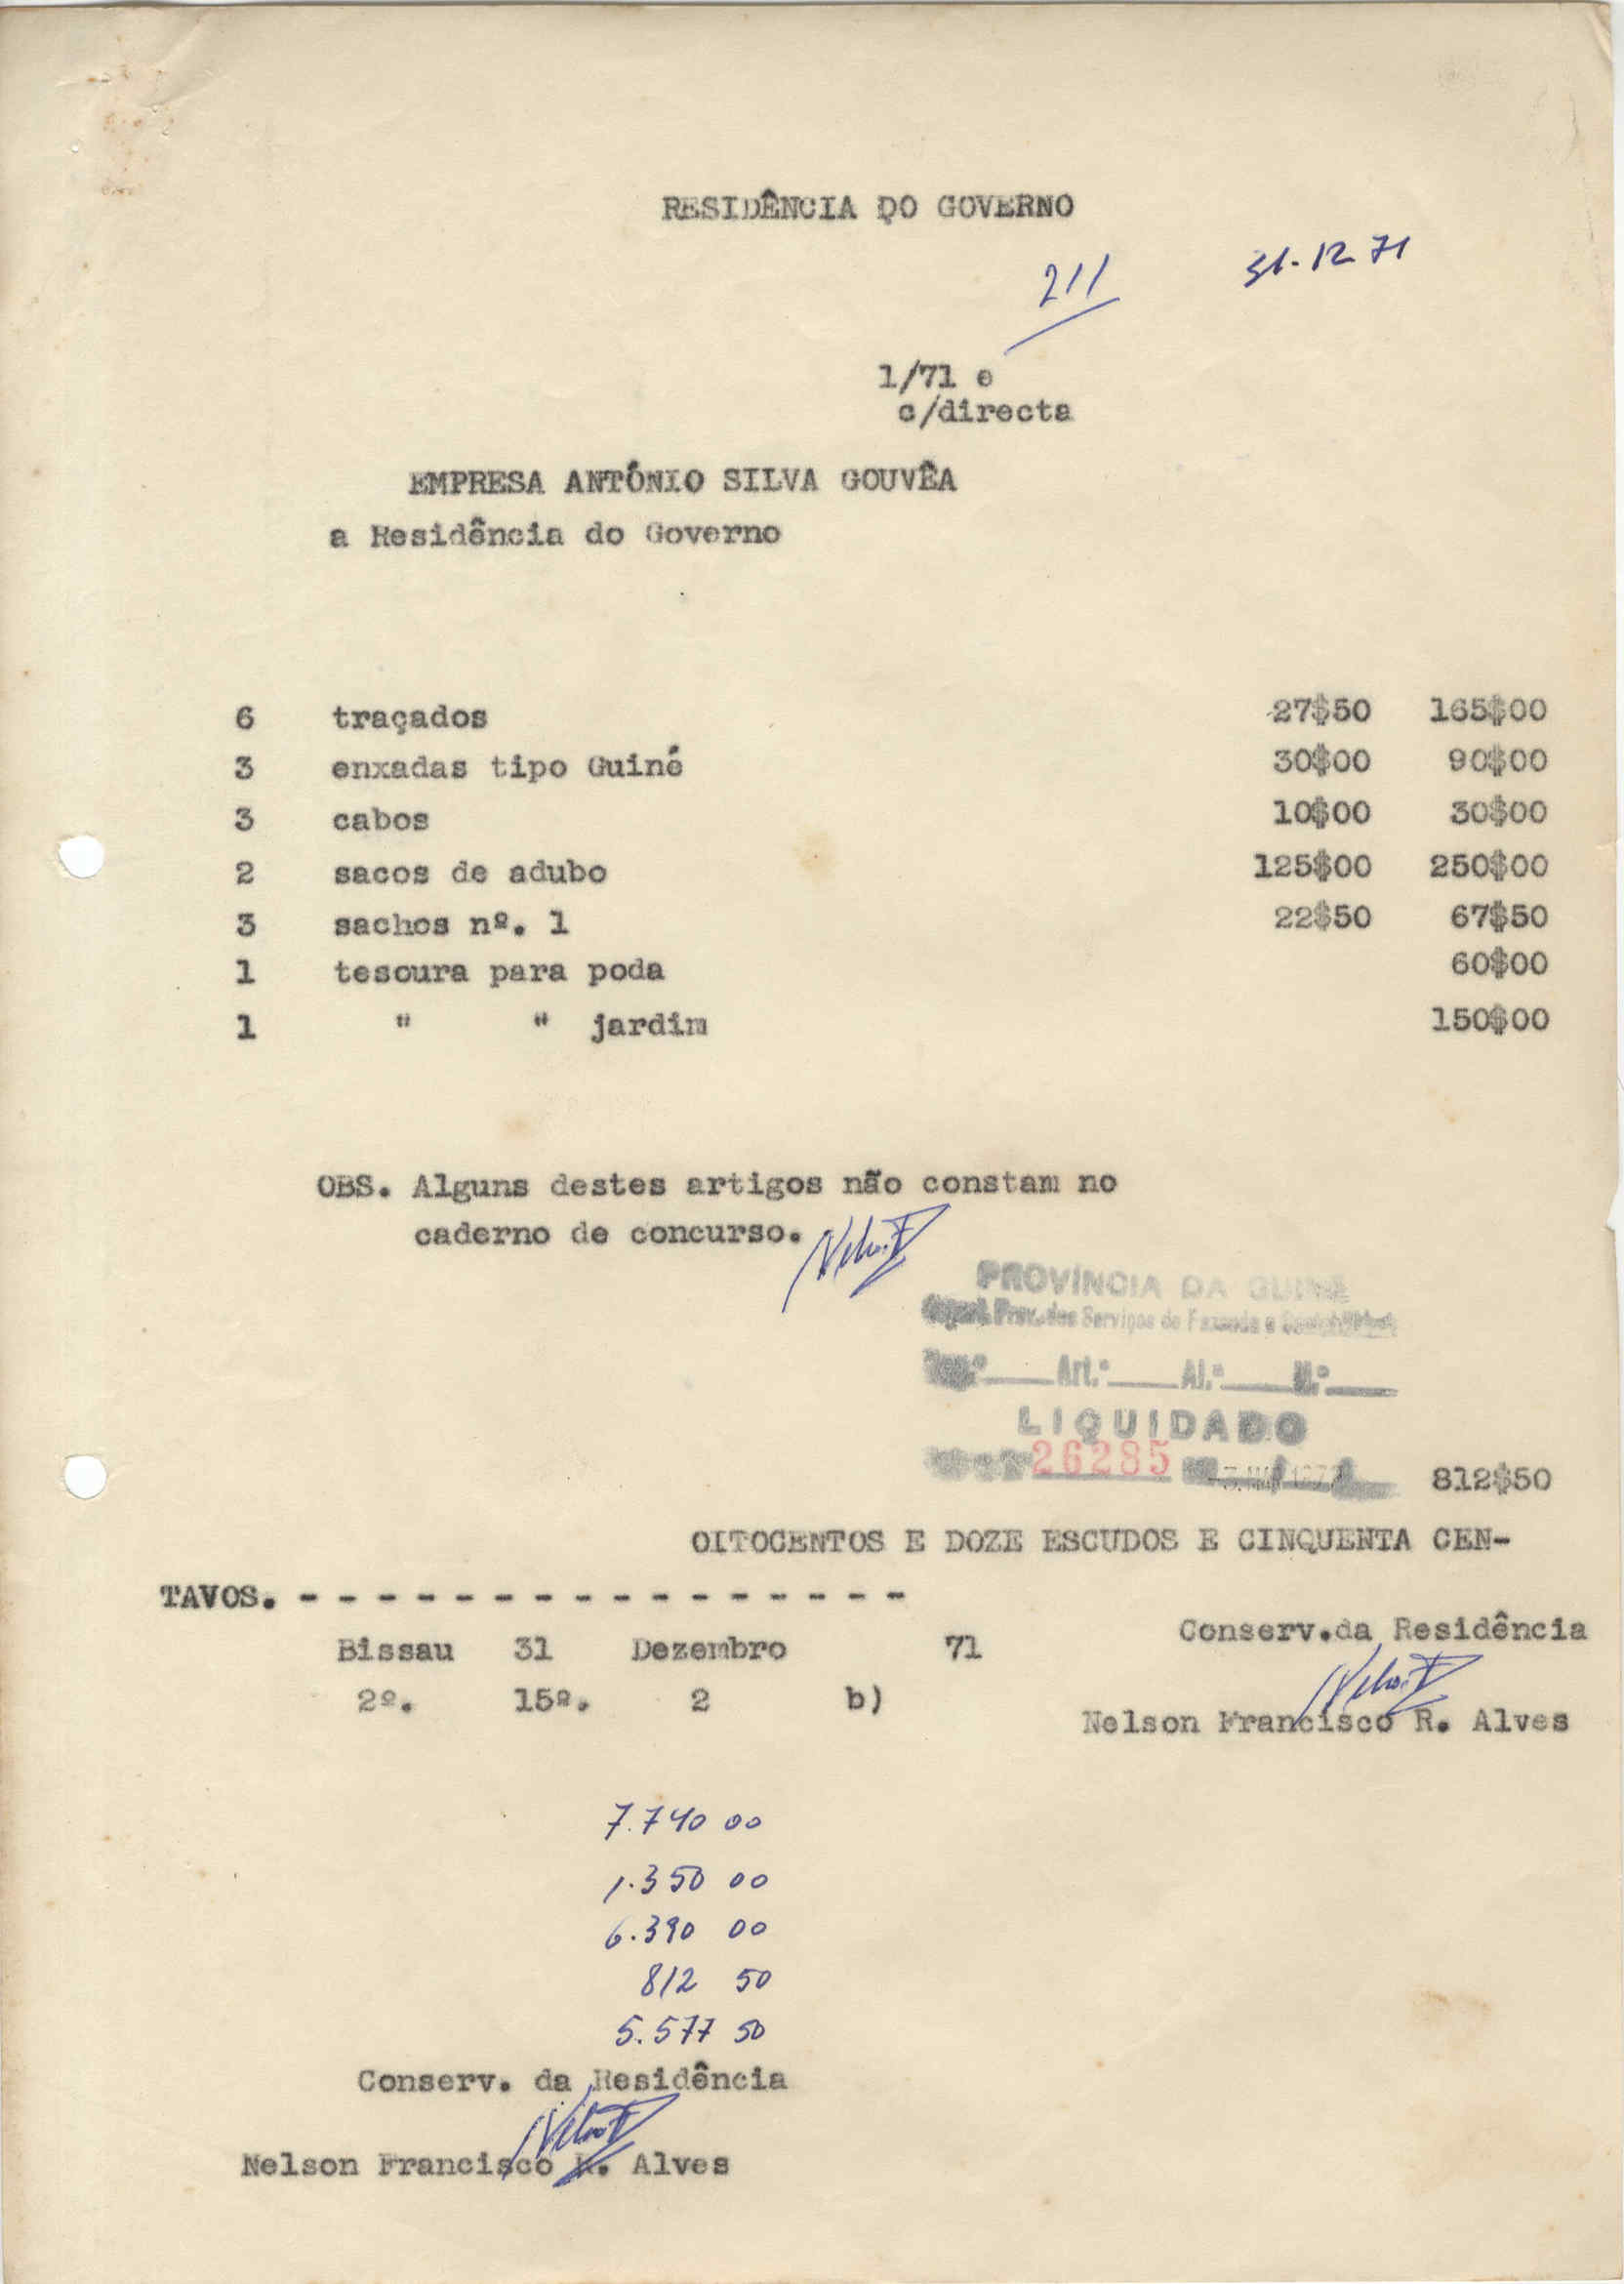 RESIDÊNCIA DO GOVERNO
211 31-12 71
1/71 e
c/directa
EMPRESA ANTÓNIO SILVA GOUVÊA
a Residência do Governo
6 traçados 27$50 165$00
3 enxadas tipo Guiné 30$00 90$00
3 cabos 10$00 30$00
2 sacos de adubo 125$00 250$00
3 sachos nº. 1 22$50 67$50
1 tesoura para poda 60$00
1 " " jardim 150$00
OBS. Alguns destes artigos não constam no
caderno de concurso.
PROVÍNCIA DA GUINÉ
Prov. dos Serviços de Fazenda e
Art.º Al.ª N.º
LIQUIDADO
26285
812$50
OITOCENTOS E DOZE ESCUDOS E CINQUENTA CEN-
TAVOS. - - - - - - - - - - - - - - - -
Conserv.da Residência
Bissau 31 Dezembro 71
2º. 15º. 2 b)
Nelson Francisco R. Alves
7.740 00
1.350 00
6.390 00
812 50
5.577 50
Conserv. da Residência
Nelson Francisco R. Alves